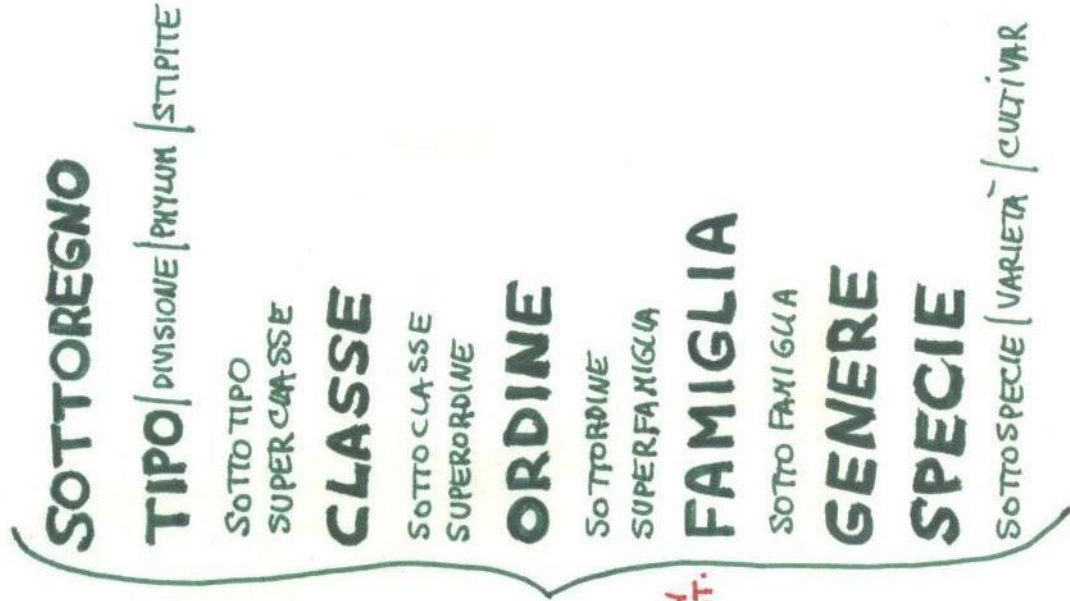 SOTTOREGNO
TIPO/DIVISIONE/PHYLUM/STIPITE
SOTTOTIPO
SUPERCLASSE
CLASSE
SOTTOCLASSE
SUPERORDINE
ORDINE
SOTTORDINE
SUPERFAMIGLIA
FAMIGLIA
SOTTOFAMIGLIA
GENERE
SPECIE
SOTTOSPECIE/VARIETÀ/CULTIVAR